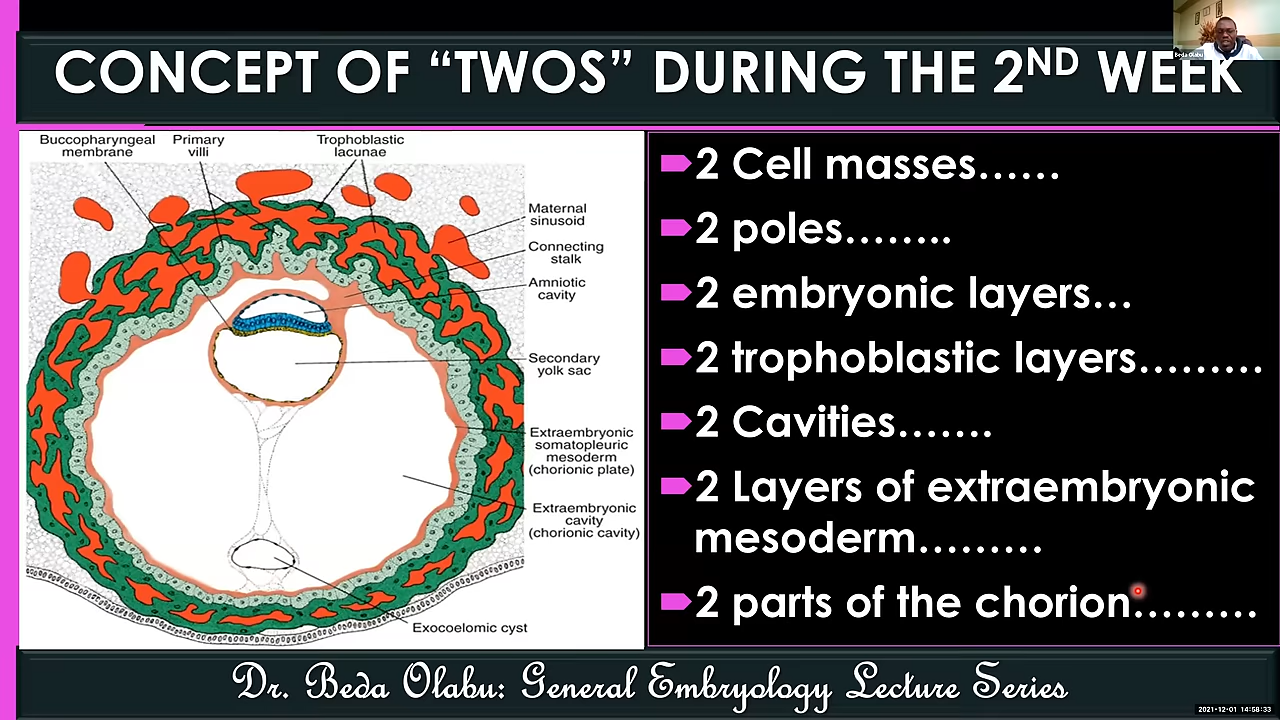 CONCEPT OF “TWOS” DURING THE 2ND WEEK
Beda Olabu
Buccopharyngeal
membrane
Primary
villi
Trophoblastic
lacunae
Maternal
sinusoid
Connecting
stalk
Amniotic
cavity
Secondary
yolk sac
Extraembryonic
somatopleuric
mesoderm
(chorionic plate)
Extraembryonic
cavity
(chorionic cavity)
Exocoelomic cyst
2 Cell masses……
2 poles……..
2 embryonic layers…
2 trophoblastic layers………
2 Cavities…….
2 Layers of extraembryonic
mesoderm………
2 parts of the chorion………
Dr. Beda Olabu: General Embryology Lecture Series
2021-12-01 14:58:33